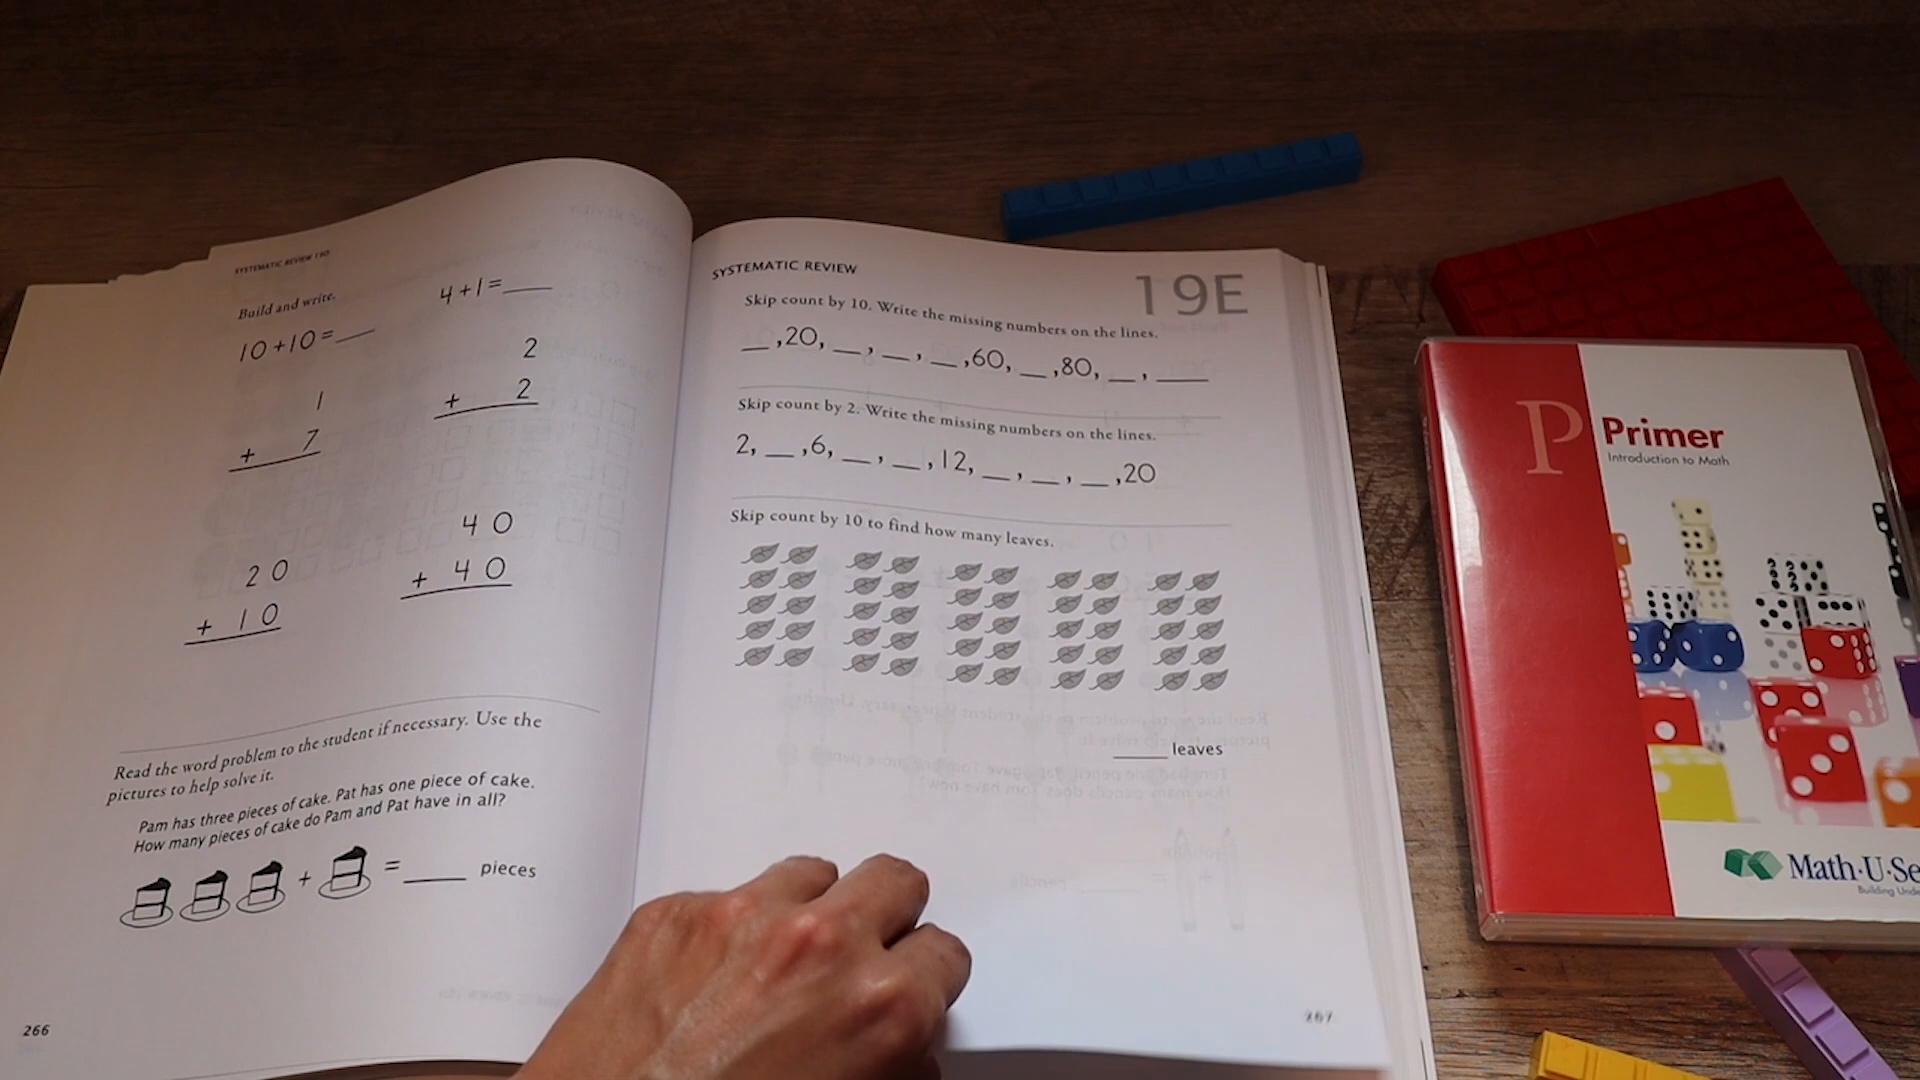 SYSTEMATIC REVIEW 19D
Build and write.
10+10=__
4+1=__
1
+ 7
2
+ 2
20
+ 10
40
+ 40
Read the word problem to the student if necessary. Use the
pictures to help solve it.
Pam has three pieces of cake. Pat has one piece of cake.
How many pieces of cake do Pam and Pat have in all?
+ =____ pieces
266
SYSTEMATIC REVIEW
19E
Skip count by 10. Write the missing numbers on the lines.
__,20,__,__,__,60,__,80,__,___
Skip count by 2. Write the missing numbers on the lines.
2,__,6,__,__,12,__,__,__,20
Skip count by 10 to find how many leaves.
____ leaves
267
P
Primer
Introduction to Math
Math·U·Se
Building Unde